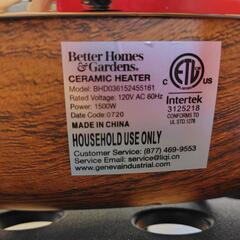 Better Homes
& Gardens.
CERAMIC HEATER
Model: BHD036152455161
Rated Voltage: 120V AC 60Hz
Power: 1500W
Date Code: 0720
MADE IN CHINA
HOUSEHOLD USE ONLY
Customer Service: (877) 469-9553
Service Email: service@liqi.cn
www.genevaindustrial.com
C ETL US
LISTED
Intertek
3125218
CONFORMS TO
UL STD.1278